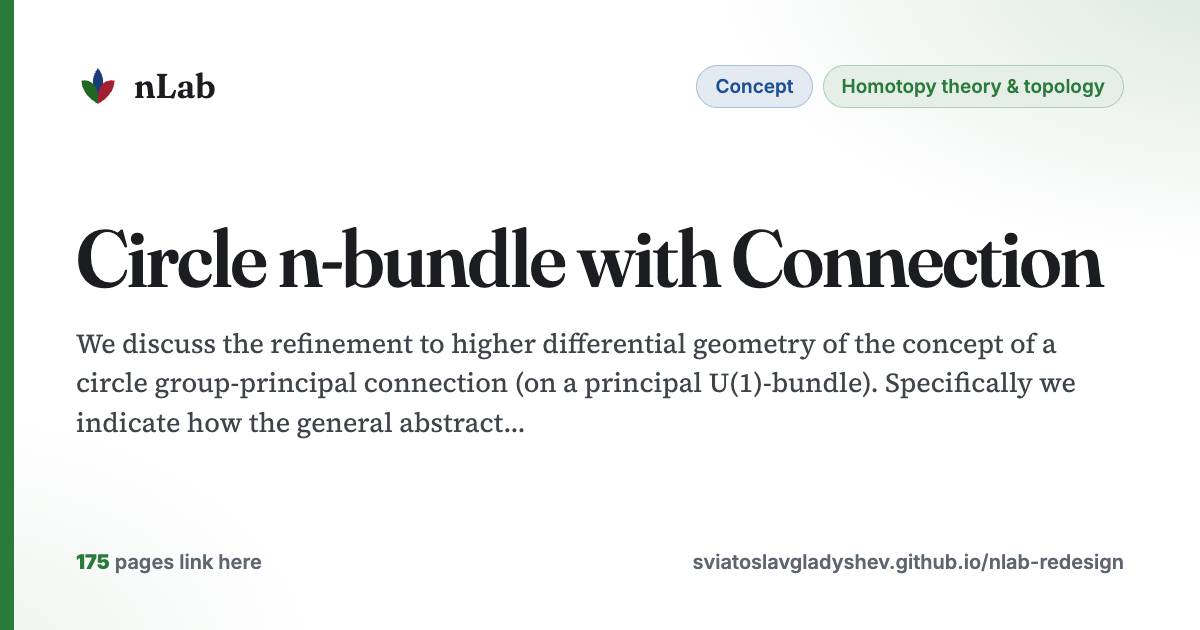 nLab
Concept
Homotopy theory & topology
Circle n-bundle with Connection
We discuss the refinement to higher differential geometry of the concept of a
circle group-principal connection (on a principal U(1)-bundle). Specifically we
indicate how the general abstract...
175 pages link here
sviatoslavgladyshev.github.io/nlab-redesign